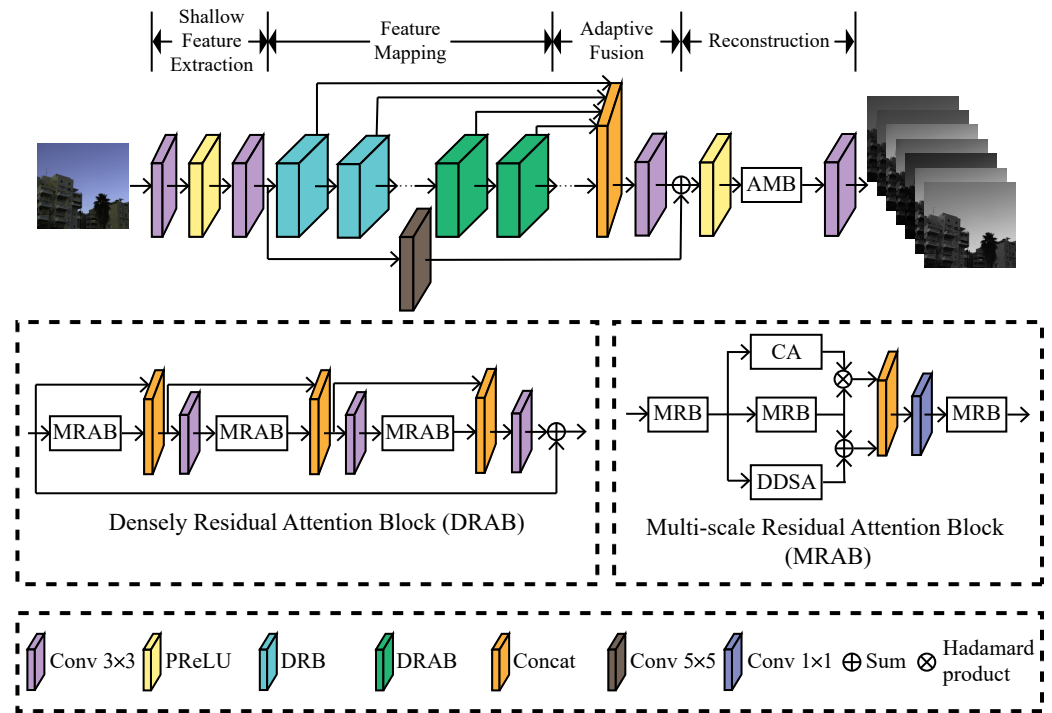 Shallow
Feature
Extraction
Feature
Mapping
Adaptive
Fusion
Reconstruction
AMB
MRAB
MRAB
MRAB
Densely Residual Attention Block (DRAB)
CA
MRB
MRB
MRB
DDSA
Multi-scale Residual Attention Block
(MRAB)
Conv 3×3
PReLU
DRB
DRAB
Concat
Conv 5×5
Conv 1×1
Sum
Hadamard
product